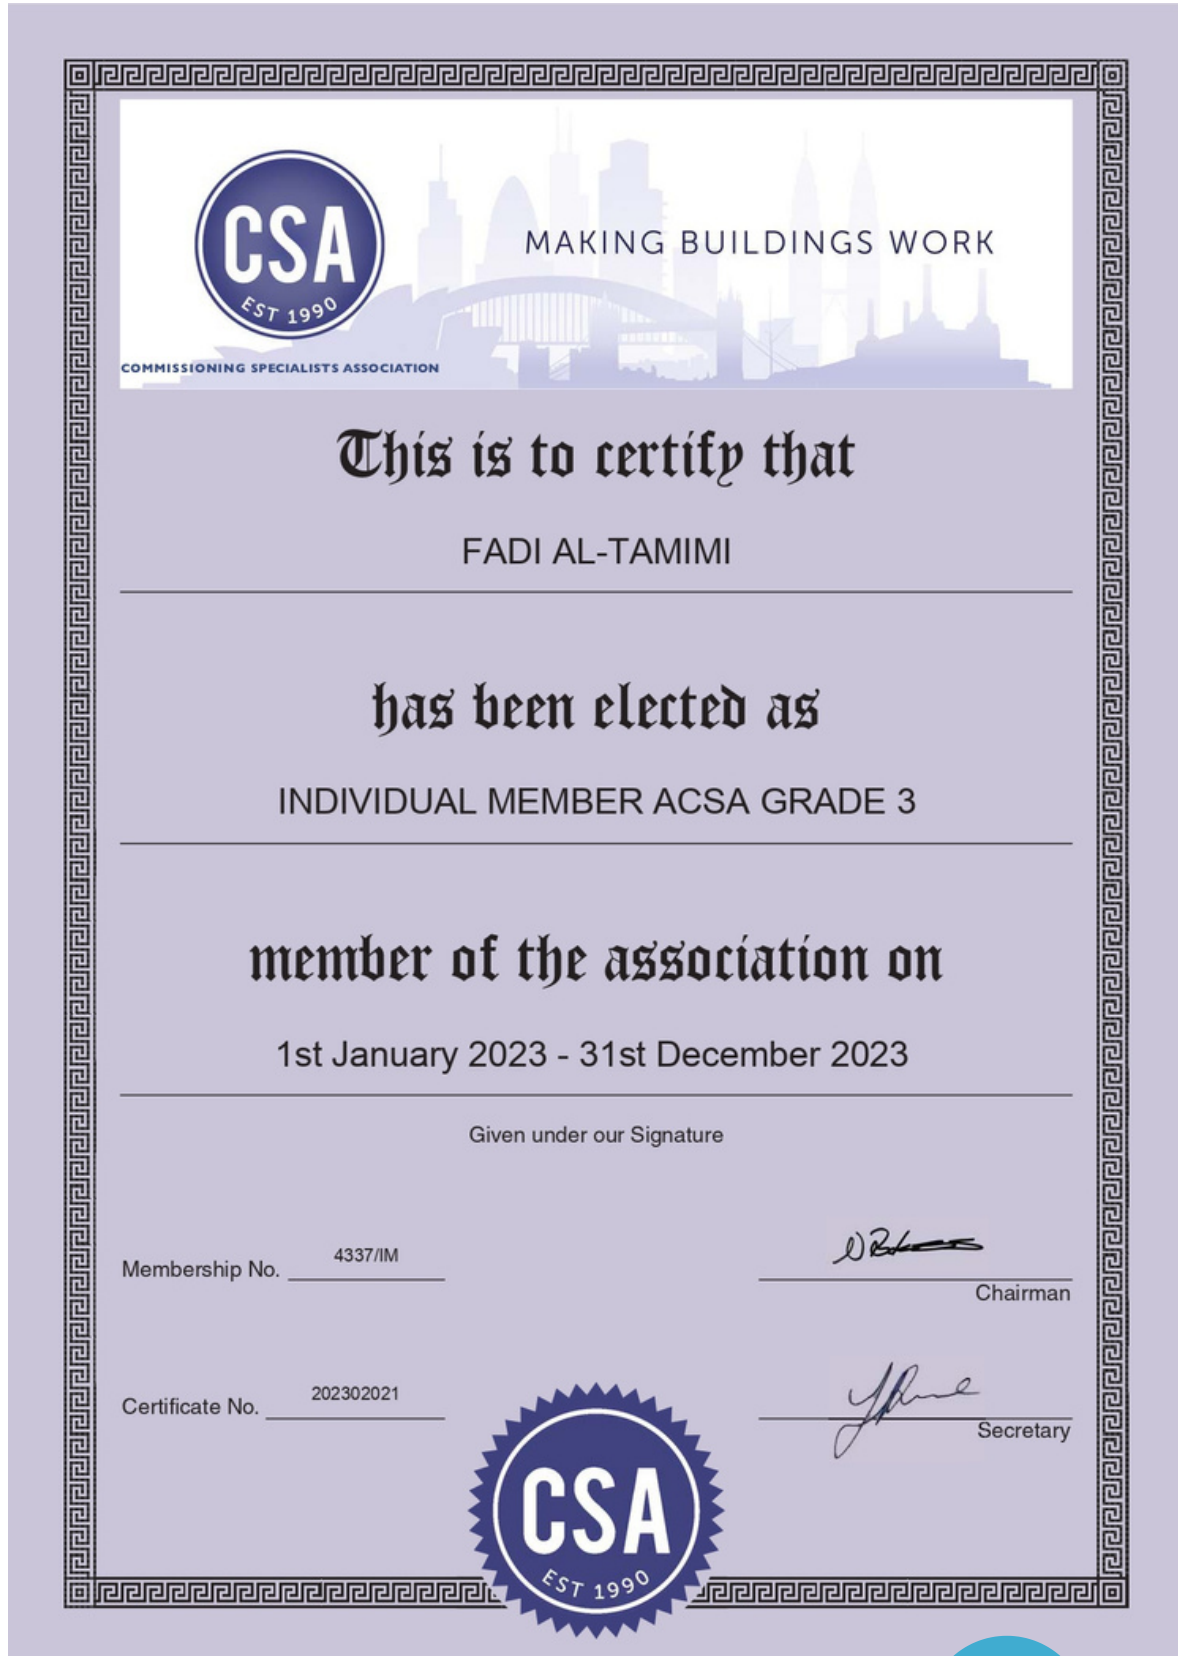 CSA
EST 1990
MAKING BUILDINGS WORK
COMMISSIONING SPECIALISTS ASSOCIATION
This is to certify that
FADI AL-TAMIMI
has been elected as
INDIVIDUAL MEMBER ACSA GRADE 3
member of the association on
1st January 2023 - 31st December 2023
Given under our Signature
Membership No. 4337/IM
Chairman
Certificate No. 202302021
Secretary
CSA
EST 1990